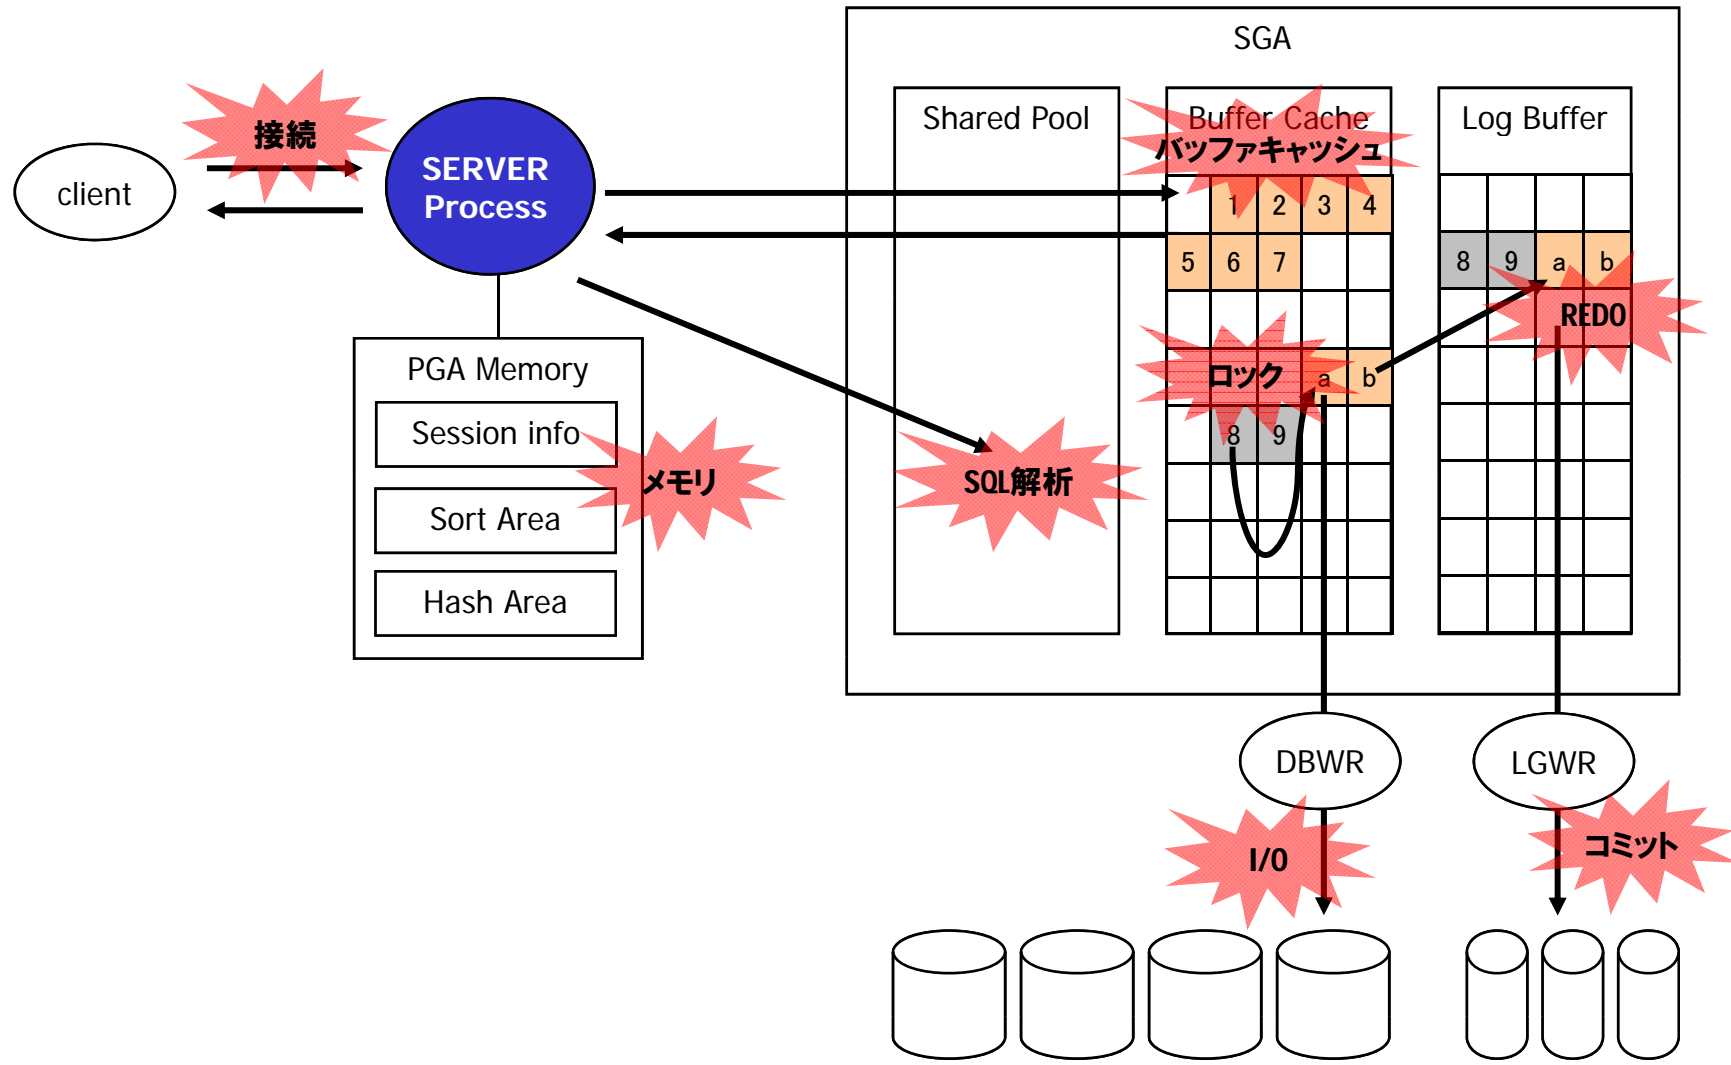 SGA
接続
client
SERVER
Process
Shared Pool
Buffer Cache
バッファキャッシュ
Log Buffer
1 2 3 4
5 6 7
8 9 a b
REDO
PGA Memory
Session info
Sort Area
Hash Area
メモリ
SQL解析
ロック
a b
8 9
DBWR
LGWR
I/O
コミット